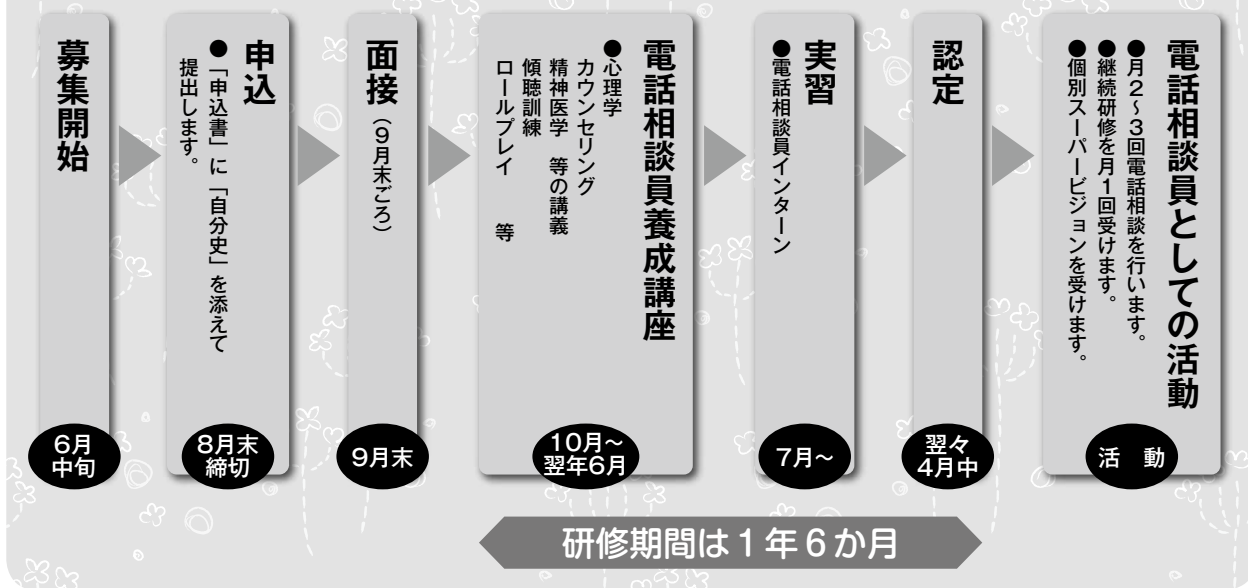 募集開始
6月
中旬
申込
●「申込書」に「自分史」を添えて
提出します。
8月末
締切
面接（9月末ごろ）
9月末
電話相談員養成講座
●心理学
カウンセリング
精神医学　等の講義
傾聴訓練
ロールプレイ　　等
10月～
翌年6月
実習
●電話相談員インターン
7月～
認定
翌々
4月中
電話相談員としての活動
●月2～3回電話相談を行います。
●継続研修を月1回受けます。
●個別スーパービジョンを受けます。
活　動
研修期間は1年6か月